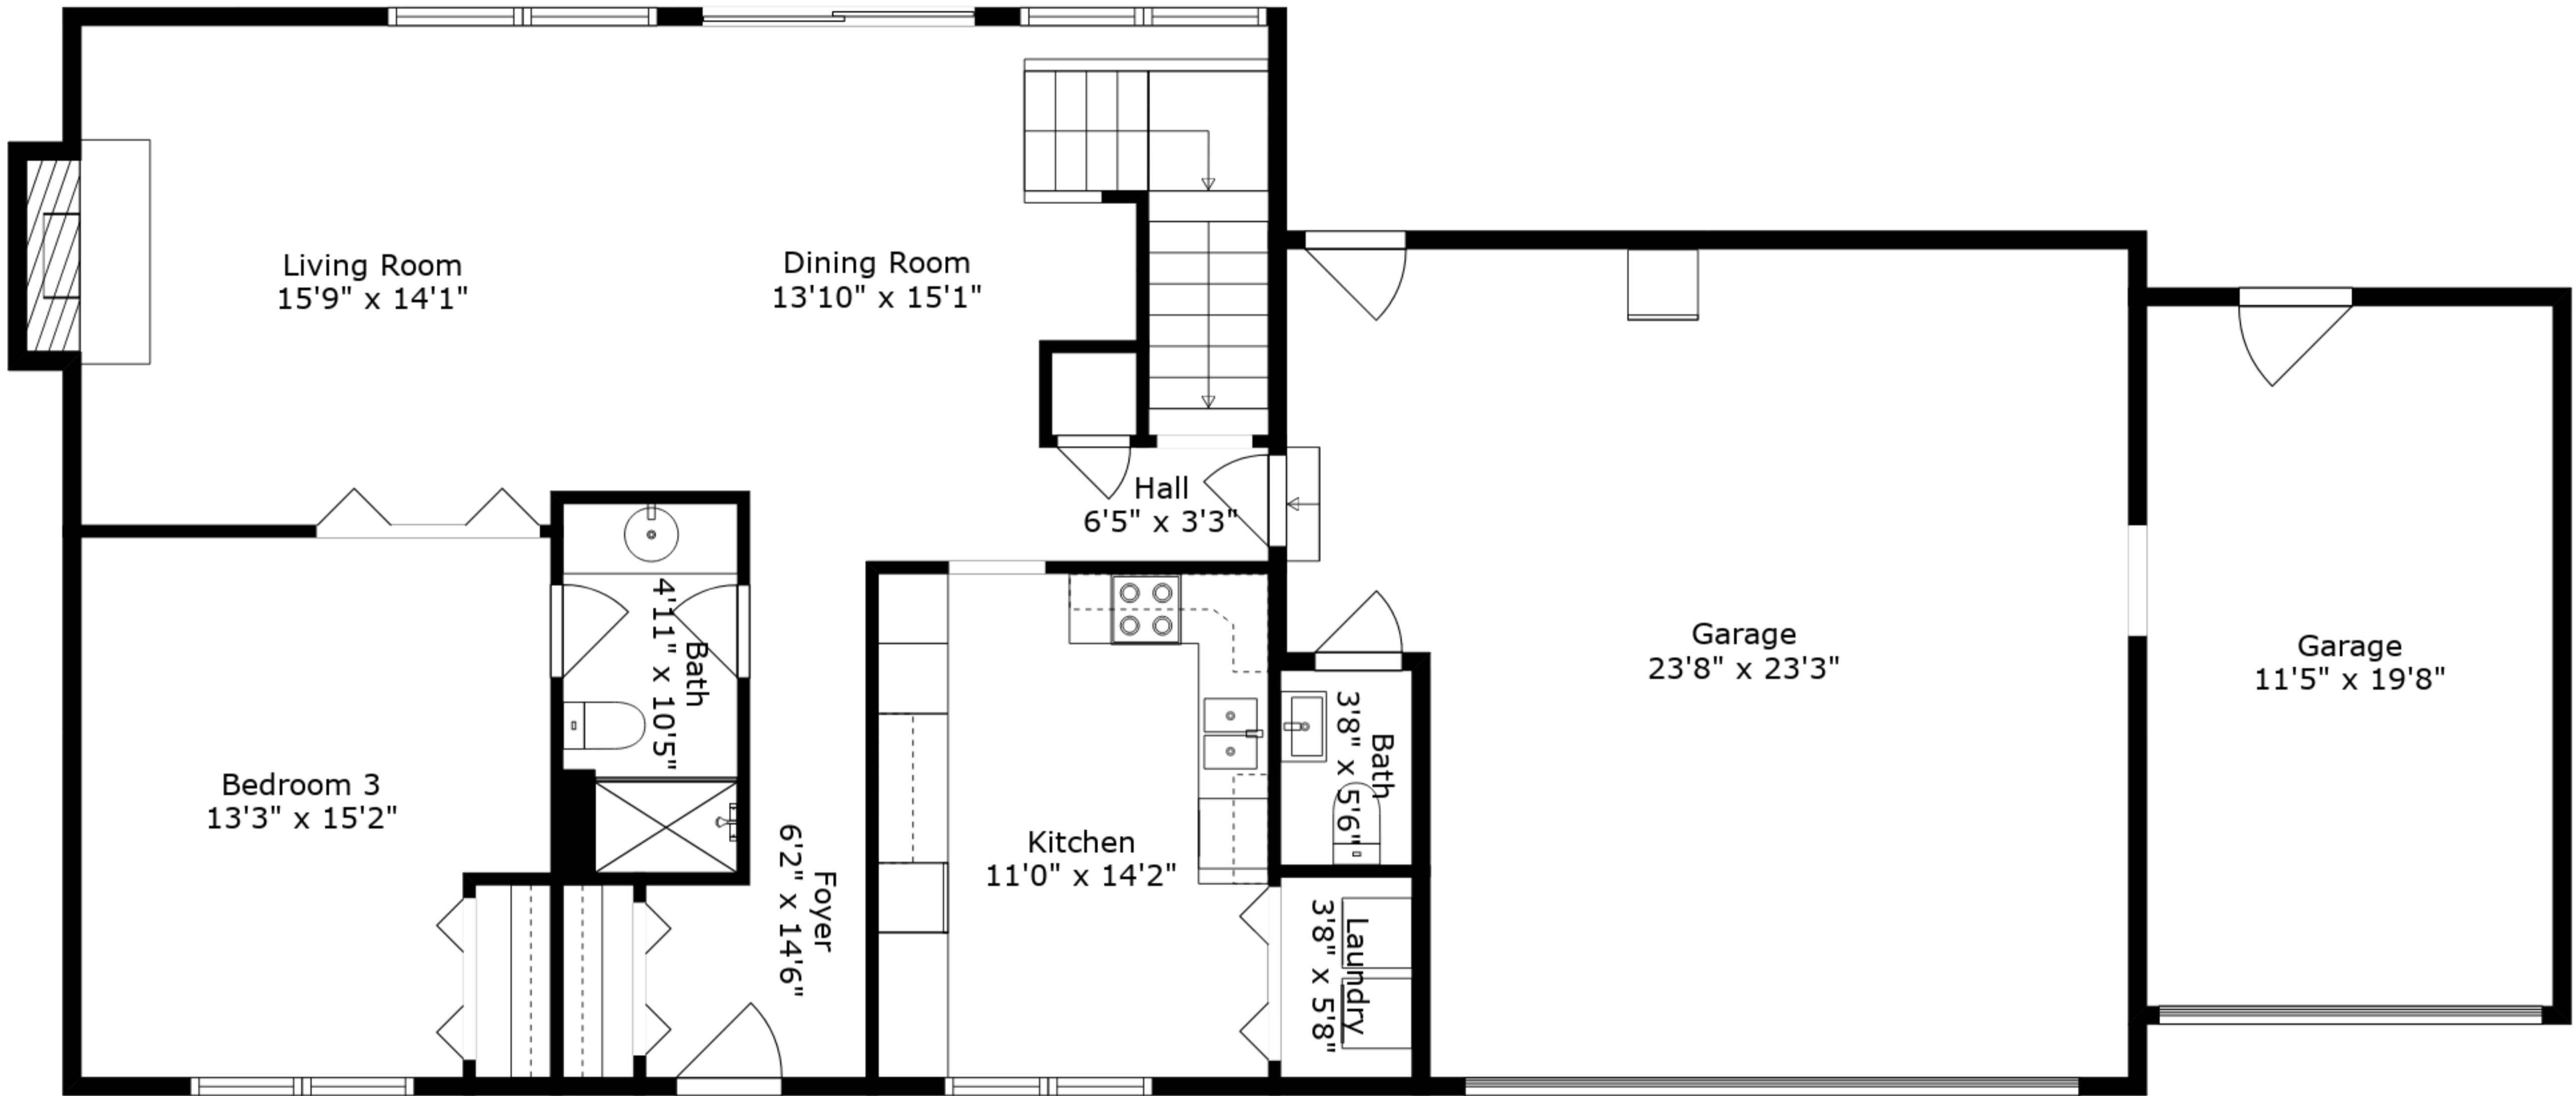 Living Room
15'9" x 14'1"
Dining Room
13'10" x 15'1"
Hall
6'5" x 3'3"
Bath
4'11" x 10'5"
Garage
23'8" x 23'3"
Garage
11'5" x 19'8"
Bedroom 3
13'3" x 15'2"
Foyer
6'2" x 14'6"
Kitchen
11'0" x 14'2"
Bath
3'8" x 5'6"
Laundry
3'8" x 5'8"